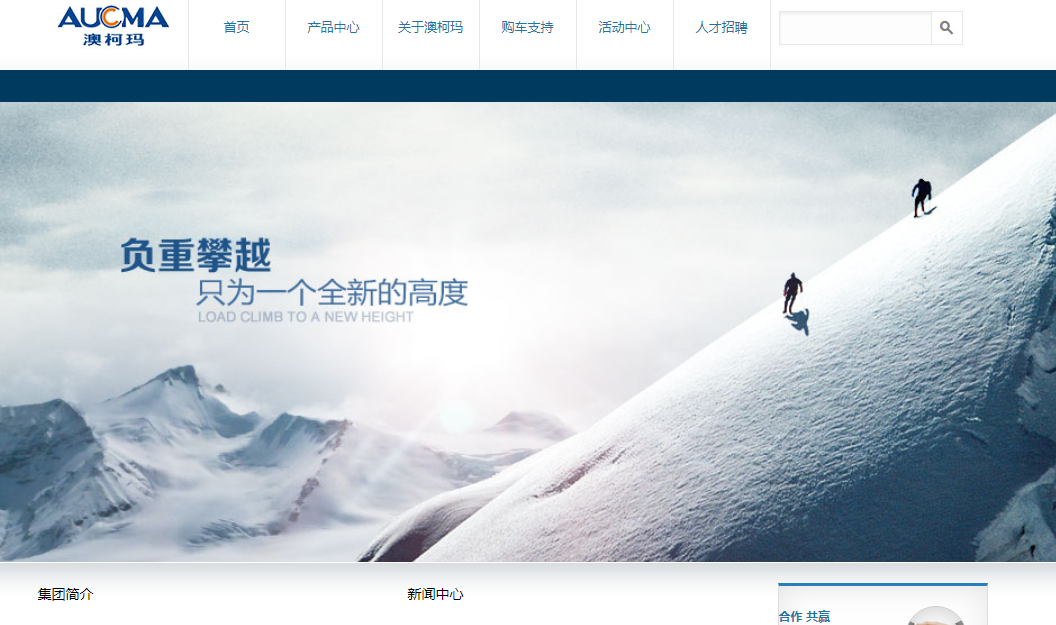 AUCMA
澳柯玛
首页
产品中心
关于澳柯玛
购车支持
活动中心
人才招聘
负重攀越
只为一个全新的高度
LOAD CLIMB TO A NEW HEIGHT
集团简介
新闻中心
合作 共赢